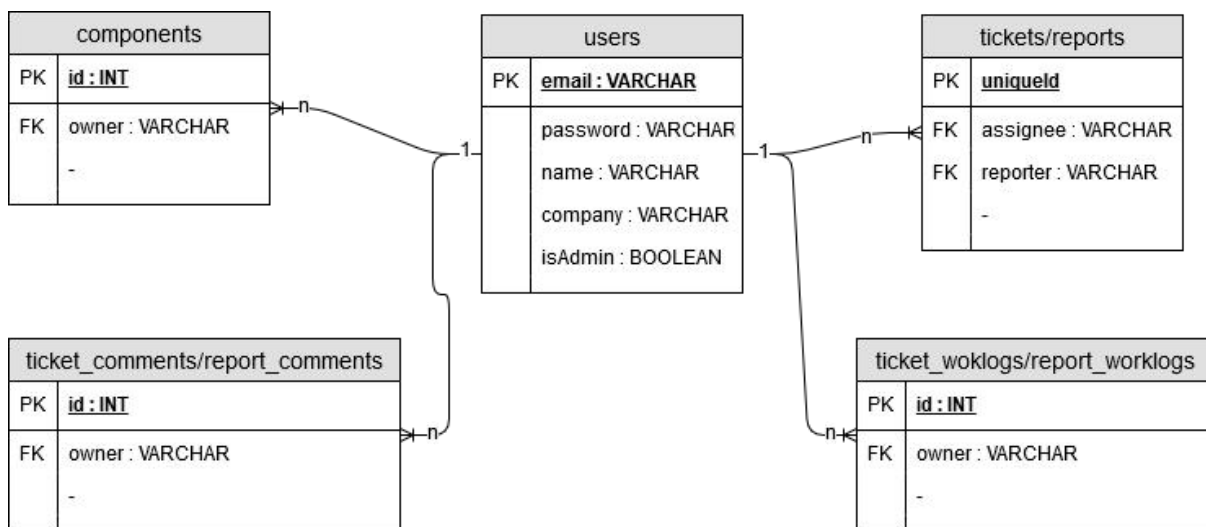 components
PK id : INT
FK owner : VARCHAR
-
users
PK email : VARCHAR
password : VARCHAR
name : VARCHAR
company : VARCHAR
isAdmin : BOOLEAN
tickets/reports
PK uniqueId
FK assignee : VARCHAR
FK reporter : VARCHAR
-
n
1
1
n
ticket_comments/report_comments
PK id : INT
FK owner : VARCHAR
-
n
ticket_woklogs/report_worklogs
PK id : INT
FK owner : VARCHAR
-
n